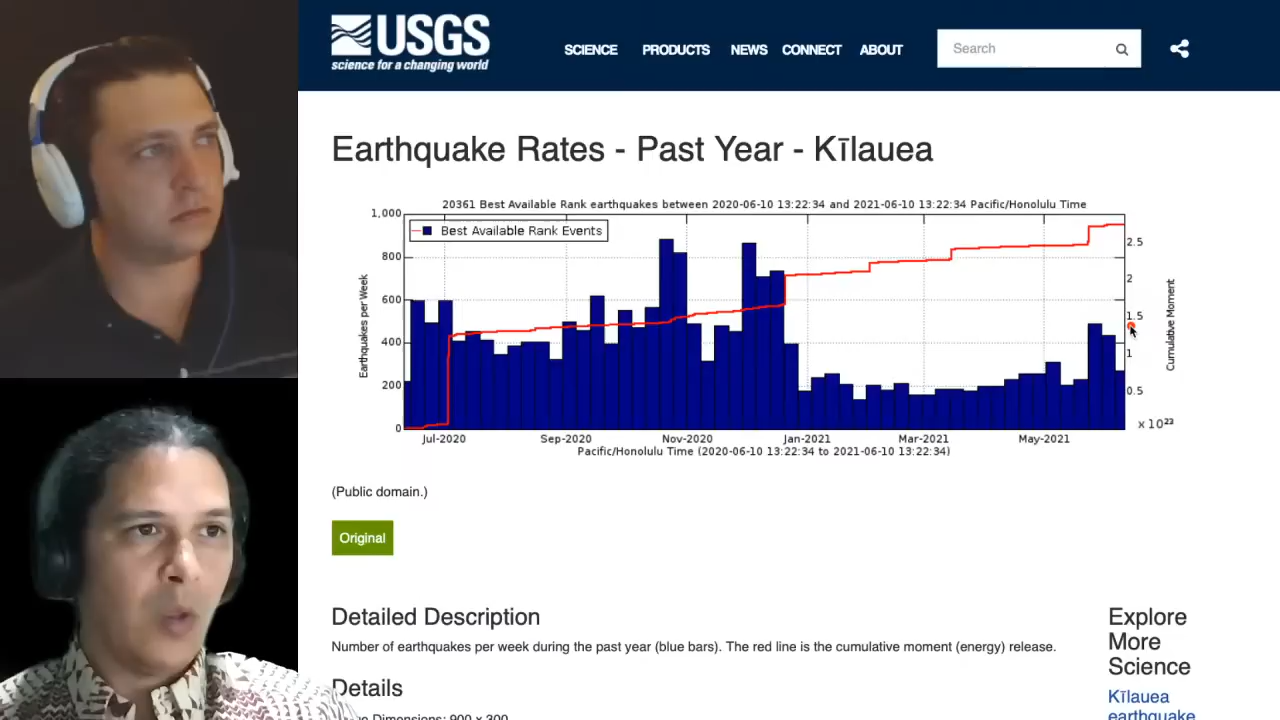 USGS
science for a changing world
SCIENCE PRODUCTS NEWS CONNECT ABOUT
Search
Earthquake Rates - Past Year - Kīlauea
20361 Best Available Rank earthquakes between 2020-06-10 13:22:34 and 2021-06-10 13:22:34 Pacific/Honolulu Time
Best Available Rank Events
Earthquakes per Week
1,000
800
600
400
200
0
2.5
2
1.5
1
0.5
x 10²³
Cumulative Moment
Jul-2020 Sep-2020 Nov-2020 Jan-2021 Mar-2021 May-2021
Pacific/Honolulu Time (2020-06-10 13:22:34 to 2021-06-10 13:22:34)
(Public domain.)
Original
Detailed Description
Number of earthquakes per week during the past year (blue bars). The red line is the cumulative moment (energy) release.
Details
Dimensions: 900 x 300
Explore
More
Science
Kīlauea
earthquake